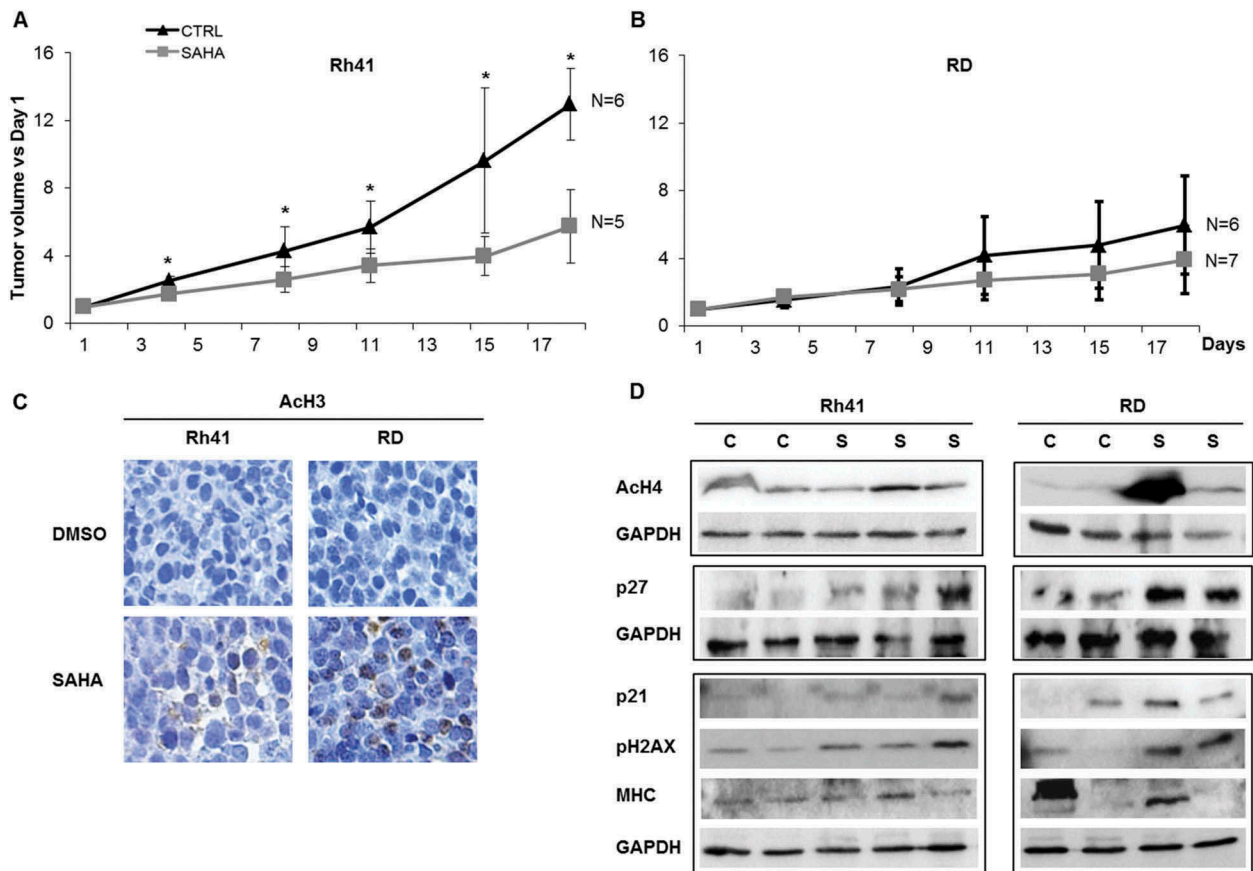 A
CTRL
SAHA
Rh41
Tumor volume vs Day 1
16
12
8
4
0
1 3 5 7 9 11 13 15 17
* * * * *
N=6
N=5
B
RD
16
12
8
4
0
1 3 5 7 9 11 13 15 17 Days
N=6
N=7
C
AcH3
Rh41 RD
DMSO
SAHA
D
Rh41 RD
C C S S S C C S S
AcH4
GAPDH
p27
GAPDH
p21
pH2AX
MHC
GAPDH